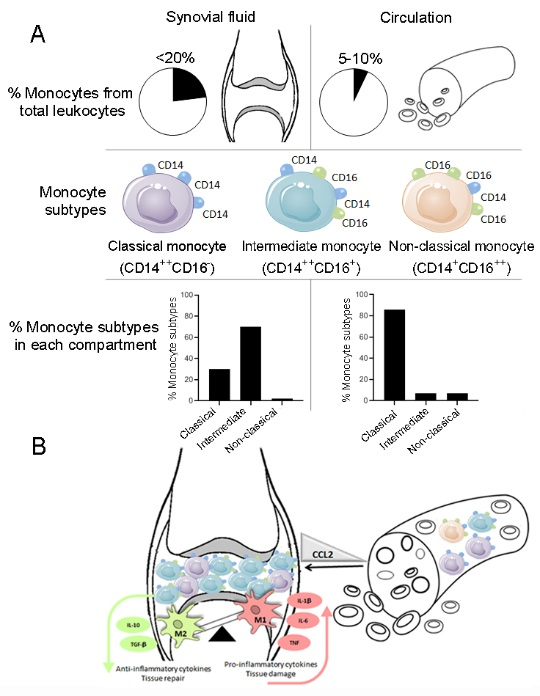 A
Synovial fluid
Circulation
<20%
5-10%
% Monocytes from
total leukocytes
Monocyte
subtypes
CD14
CD14
CD14
CD14
CD16
CD14
CD16
CD16
CD16
CD14
CD16
Classical monocyte
(CD14++CD16-)
Intermediate monocyte
(CD14++CD16+)
Non-classical monocyte
(CD14+CD16++)
% Monocyte subtypes
in each compartment
% Monocyte subtypes
100
80
60
40
20
0
Classical
Intermediate
Non-classical
% Monocyte subtypes
100
80
60
40
20
0
Classical
Intermediate
Non-classical
B
CCL2
IL-10
TGF-β
M2
M1
IL-1β
IL-6
TNF
Anti-inflammatory cytokines
Tissue repair
Pro-inflammatory cytokines
Tissue damage